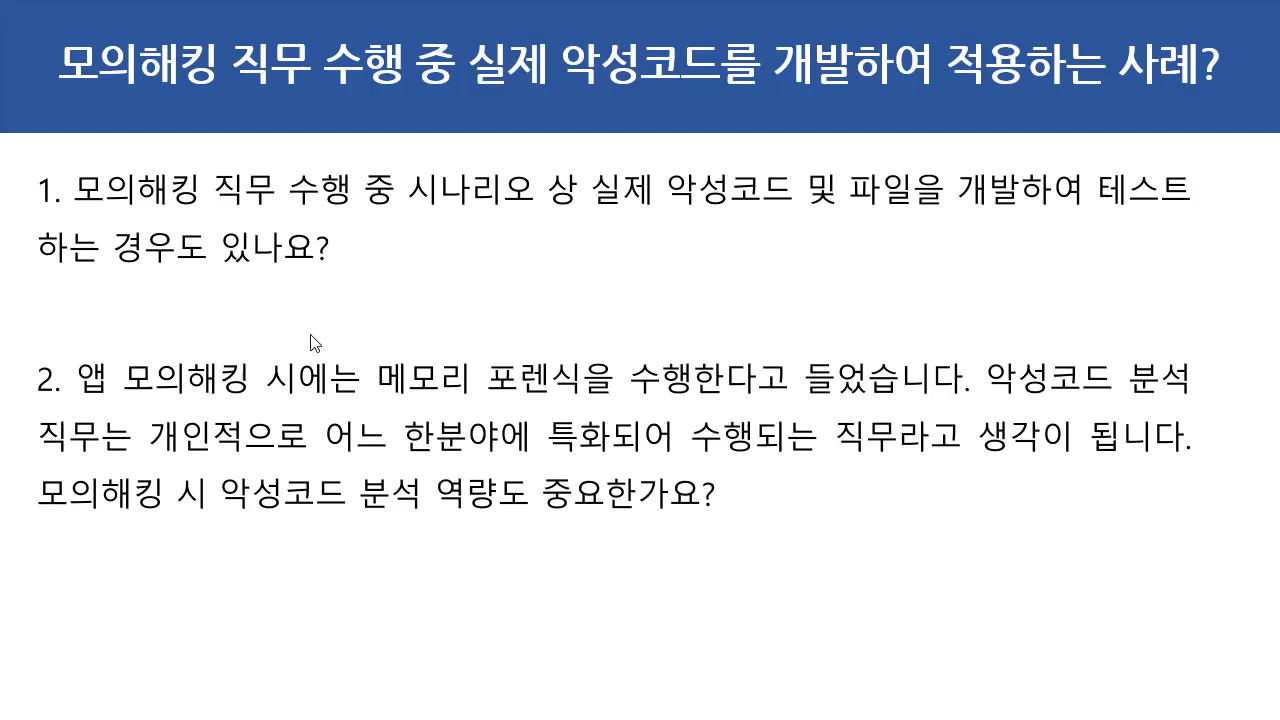 모의해킹 직무 수행 중 실제 악성코드를 개발하여 적용하는 사례?
1. 모의해킹 직무 수행 중 시나리오 상 실제 악성코드 및 파일을 개발하여 테스트
하는 경우도 있나요?
2. 앱 모의해킹 시에는 메모리 포렌식을 수행한다고 들었습니다. 악성코드 분석
직무는 개인적으로 어느 한분야에 특화되어 수행되는 직무라고 생각이 됩니다.
모의해킹 시 악성코드 분석 역량도 중요한가요?